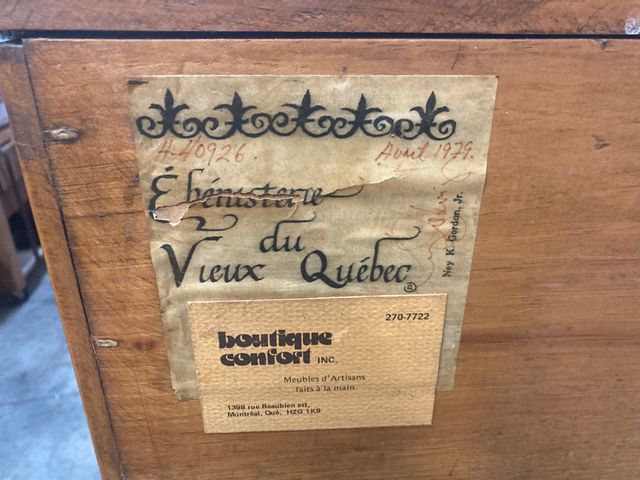 A-40926. Avril 1979.
Ébénisterie
du
Vieux Québec ®
Ney K. Gordon, Jr.
270-7722
boutique
confort INC.
Meubles d'Artisans
faits à la main
1398 rue Beaubien est,
Montréal, Qué, H2G 1K9